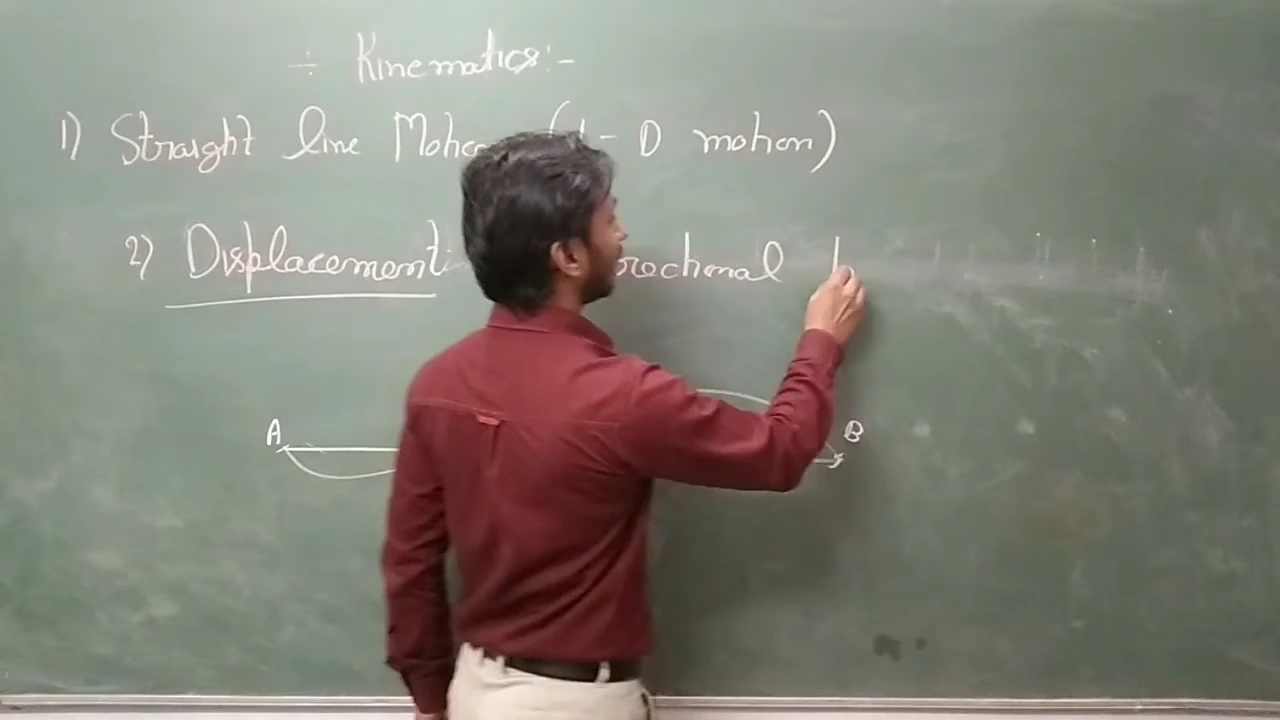 ÷ Kinematics:-
1) Straight line Motion (1 - D motion)
2) Displacement
A B